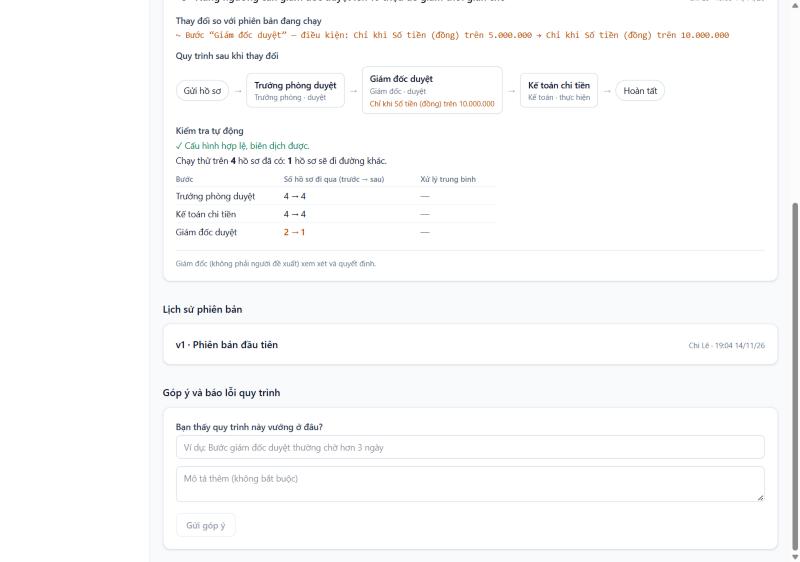 Thay đổi so với phiên bản đang chạy
~ Bước “Giám đốc duyệt” — điều kiện: Chỉ khi Số tiền (đồng) trên 5.000.000 → Chỉ khi Số tiền (đồng) trên 10.000.000
Quy trình sau khi thay đổi
Gửi hồ sơ → Trưởng phòng duyệt → Giám đốc duyệt → Kế toán chi tiền → Hoàn tất
Trưởng phòng · duyệt
Giám đốc · duyệt
Chỉ khi Số tiền (đồng) trên 10.000.000
Kế toán · thực hiện
Kiểm tra tự động
✓ Cấu hình hợp lệ, biên dịch được.
Chạy thử trên 4 hồ sơ đã có: 1 hồ sơ sẽ đi đường khác.
Bước Số hồ sơ đi qua (trước → sau) Xử lý trung bình
Trưởng phòng duyệt 4 → 4 —
Kế toán chi tiền 4 → 4 —
Giám đốc duyệt 2 → 1 —
Giám đốc (không phải người đề xuất) xem xét và quyết định.
Lịch sử phiên bản
v1 · Phiên bản đầu tiên Chi Lê · 19:04 14/11/26
Góp ý và báo lỗi quy trình
Bạn thấy quy trình này vướng ở đâu?
Ví dụ: Bước giám đốc duyệt thường chờ hơn 3 ngày
Mô tả thêm (không bắt buộc)
Gửi góp ý